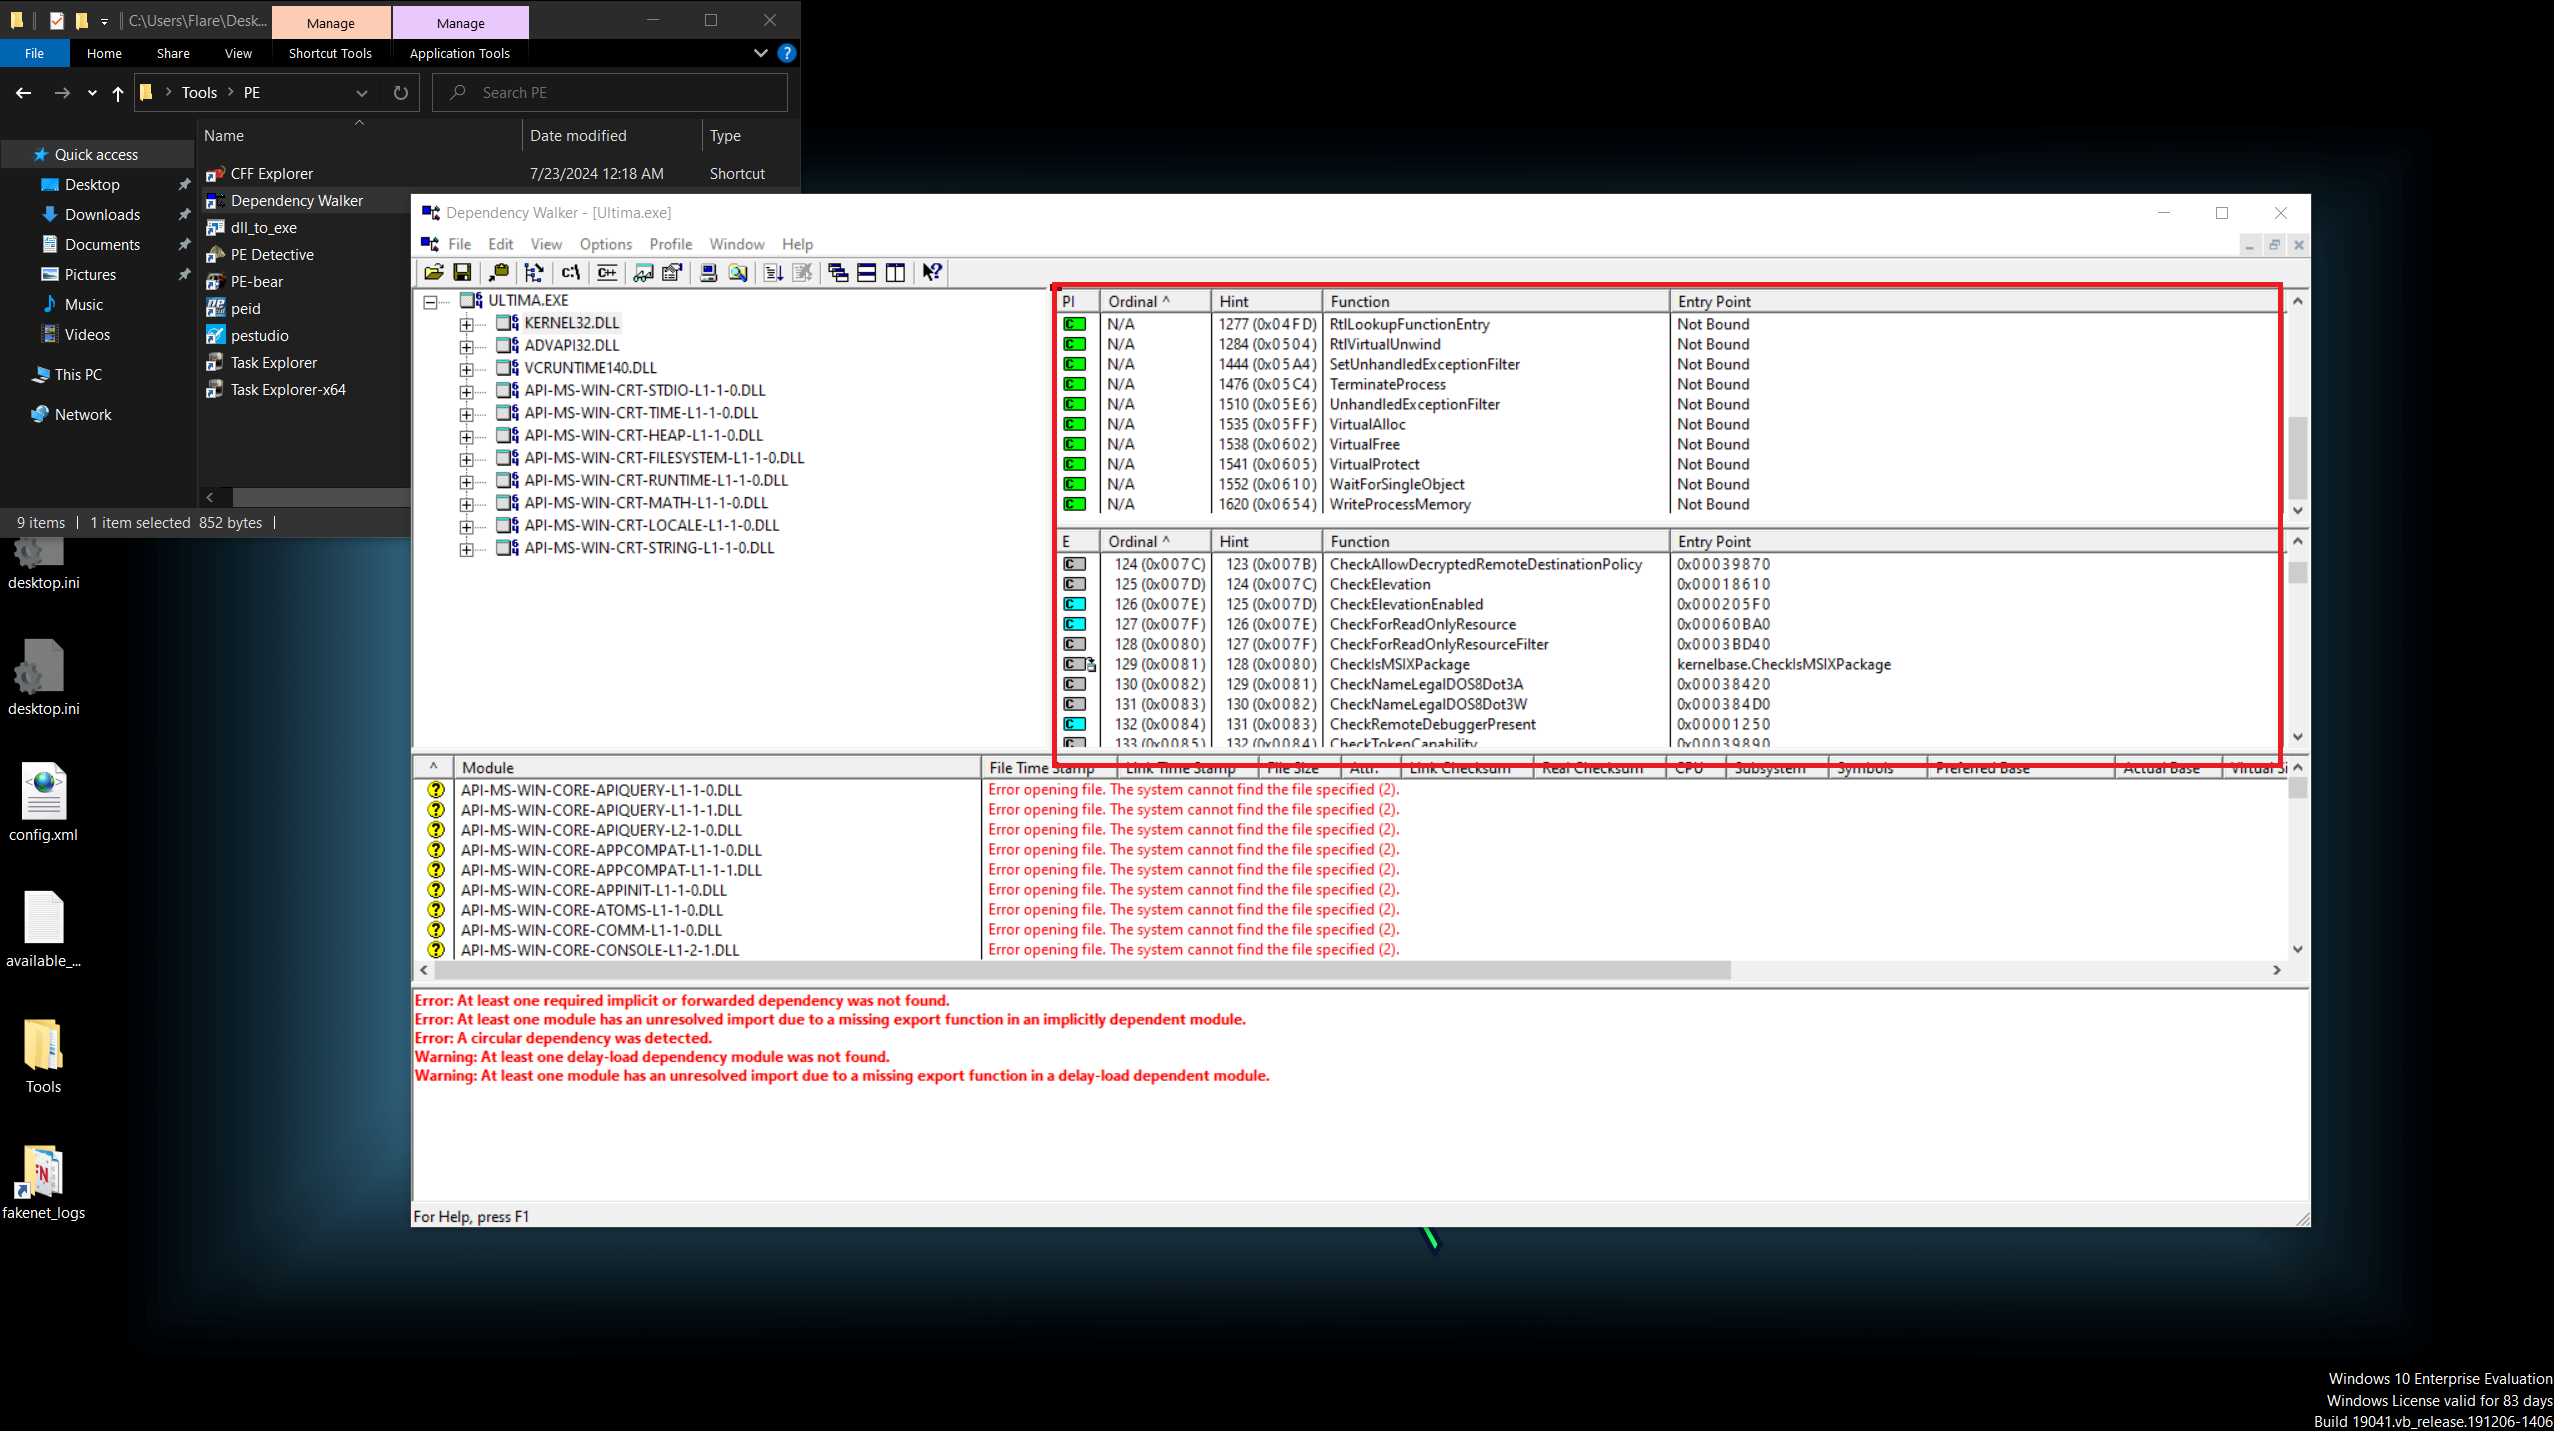 C:\Users\Flare\Desk...
Manage
Manage
File
Home
Share
View
Shortcut Tools
Application Tools
Tools
PE
Search PE
Name
Date modified
Type
Quick access
Desktop
Downloads
Documents
Pictures
Music
Videos
This PC
Network
CFF Explorer 7/23/2024 12:18 AM Shortcut
Dependency Walker
dll_to_exe
PE Detective
PE-bear
peid
pestudio
Task Explorer
Task Explorer-x64
9 items 1 item selected 852 bytes
desktop.ini
desktop.ini
config.xml
available_...
Tools
FN
fakenet_logs
Dependency Walker - [Ultima.exe]
File Edit View Options Profile Window Help
c:\ C++
ULTIMA.EXE
KERNEL32.DLL
ADVAPI32.DLL
VCRUNTIME140.DLL
API-MS-WIN-CRT-STDIO-L1-1-0.DLL
API-MS-WIN-CRT-TIME-L1-1-0.DLL
API-MS-WIN-CRT-HEAP-L1-1-0.DLL
API-MS-WIN-CRT-FILESYSTEM-L1-1-0.DLL
API-MS-WIN-CRT-RUNTIME-L1-1-0.DLL
API-MS-WIN-CRT-MATH-L1-1-0.DLL
API-MS-WIN-CRT-LOCALE-L1-1-0.DLL
API-MS-WIN-CRT-STRING-L1-1-0.DLL
PI Ordinal ^ Hint Function Entry Point
C N/A 1277 (0x04FD) RtlLookupFunctionEntry Not Bound
C N/A 1284 (0x0504) RtlVirtualUnwind Not Bound
C N/A 1444 (0x05A4) SetUnhandledExceptionFilter Not Bound
C N/A 1476 (0x05C4) TerminateProcess Not Bound
C N/A 1510 (0x05E6) UnhandledExceptionFilter Not Bound
C N/A 1535 (0x05FF) VirtualAlloc Not Bound
C N/A 1538 (0x0602) VirtualFree Not Bound
C N/A 1541 (0x0605) VirtualProtect Not Bound
C N/A 1552 (0x0610) WaitForSingleObject Not Bound
C N/A 1620 (0x0654) WriteProcessMemory Not Bound
E Ordinal ^ Hint Function Entry Point
C 124 (0x007C) 123 (0x007B) CheckAllowDecryptedRemoteDestinationPolicy 0x00039870
C 125 (0x007D) 124 (0x007C) CheckElevation 0x00018610
C 126 (0x007E) 125 (0x007D) CheckElevationEnabled 0x000205F0
C 127 (0x007F) 126 (0x007E) CheckForReadOnlyResource 0x00060BA0
C 128 (0x0080) 127 (0x007F) CheckForReadOnlyResourceFilter 0x0003BD40
C 129 (0x0081) 128 (0x0080) CheckIsMSIXPackage kernelbase.CheckIsMSIXPackage
C 130 (0x0082) 129 (0x0081) CheckNameLegalDOS8Dot3A 0x00038420
C 131 (0x0083) 130 (0x0082) CheckNameLegalDOS8Dot3W 0x000384D0
C 132 (0x0084) 131 (0x0083) CheckRemoteDebuggerPresent 0x00001250
C 133 (0x0085) 132 (0x0084) CheckTokenCapability 0x00039890
^ Module File Time Stamp Link Time Stamp File Size Attr. Link Checksum Real Checksum CPU Subsystem Symbols Preferred Base Actual Base Virtual Si
? API-MS-WIN-CORE-APIQUERY-L1-1-0.DLL Error opening file. The system cannot find the file specified (2).
? API-MS-WIN-CORE-APIQUERY-L1-1-1.DLL Error opening file. The system cannot find the file specified (2).
? API-MS-WIN-CORE-APIQUERY-L2-1-0.DLL Error opening file. The system cannot find the file specified (2).
? API-MS-WIN-CORE-APPCOMPAT-L1-1-0.DLL Error opening file. The system cannot find the file specified (2).
? API-MS-WIN-CORE-APPCOMPAT-L1-1-1.DLL Error opening file. The system cannot find the file specified (2).
? API-MS-WIN-CORE-APPINIT-L1-1-0.DLL Error opening file. The system cannot find the file specified (2).
? API-MS-WIN-CORE-ATOMS-L1-1-0.DLL Error opening file. The system cannot find the file specified (2).
? API-MS-WIN-CORE-COMM-L1-1-0.DLL Error opening file. The system cannot find the file specified (2).
? API-MS-WIN-CORE-CONSOLE-L1-2-1.DLL Error opening file. The system cannot find the file specified (2).
Error: At least one required implicit or forwarded dependency was not found.
Error: At least one module has an unresolved import due to a missing export function in an implicitly dependent module.
Error: A circular dependency was detected.
Warning: At least one delay-load dependency module was not found.
Warning: At least one module has an unresolved import due to a missing export function in a delay-load dependent module.
For Help, press F1
Windows 10 Enterprise Evaluation
Windows License valid for 83 days
Build 19041.vb_release.191206-1406